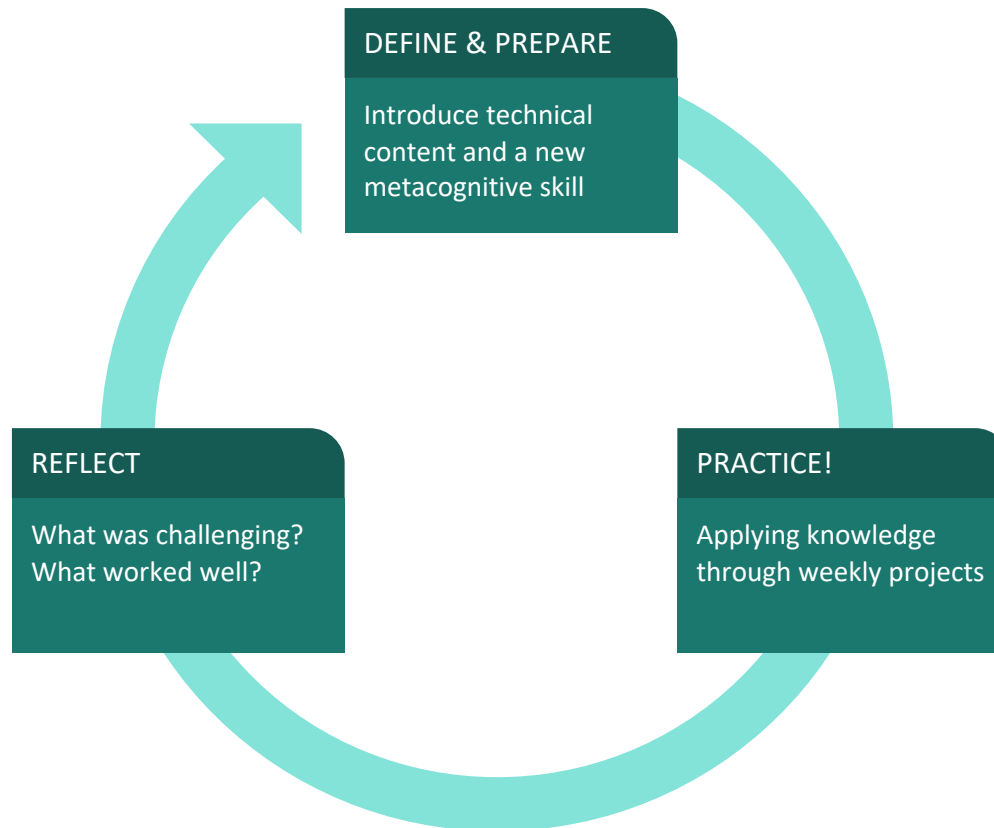 DEFINE & PREPARE
Introduce technical
content and a new
metacognitive skill
PRACTICE!
Applying knowledge
through weekly projects
REFLECT
What was challenging?
What worked well?